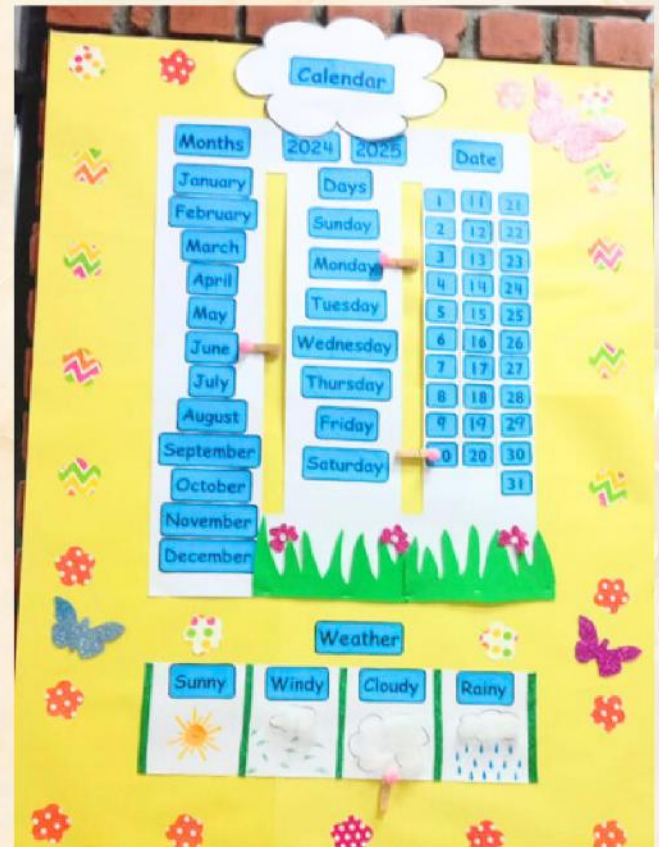 Calendar
Months
2024 2025
Date
January
February
March
April
May
June
July
August
September
October
November
December
Days
Sunday
Monday
Tuesday
Wednesday
Thursday
Friday
Saturday
1 11 21
2 12 22
3 13 23
4 14 24
5 15 25
6 16 26
7 17 27
8 18 28
9 19 29
0 20 30
31
Weather
Sunny Windy Cloudy Rainy